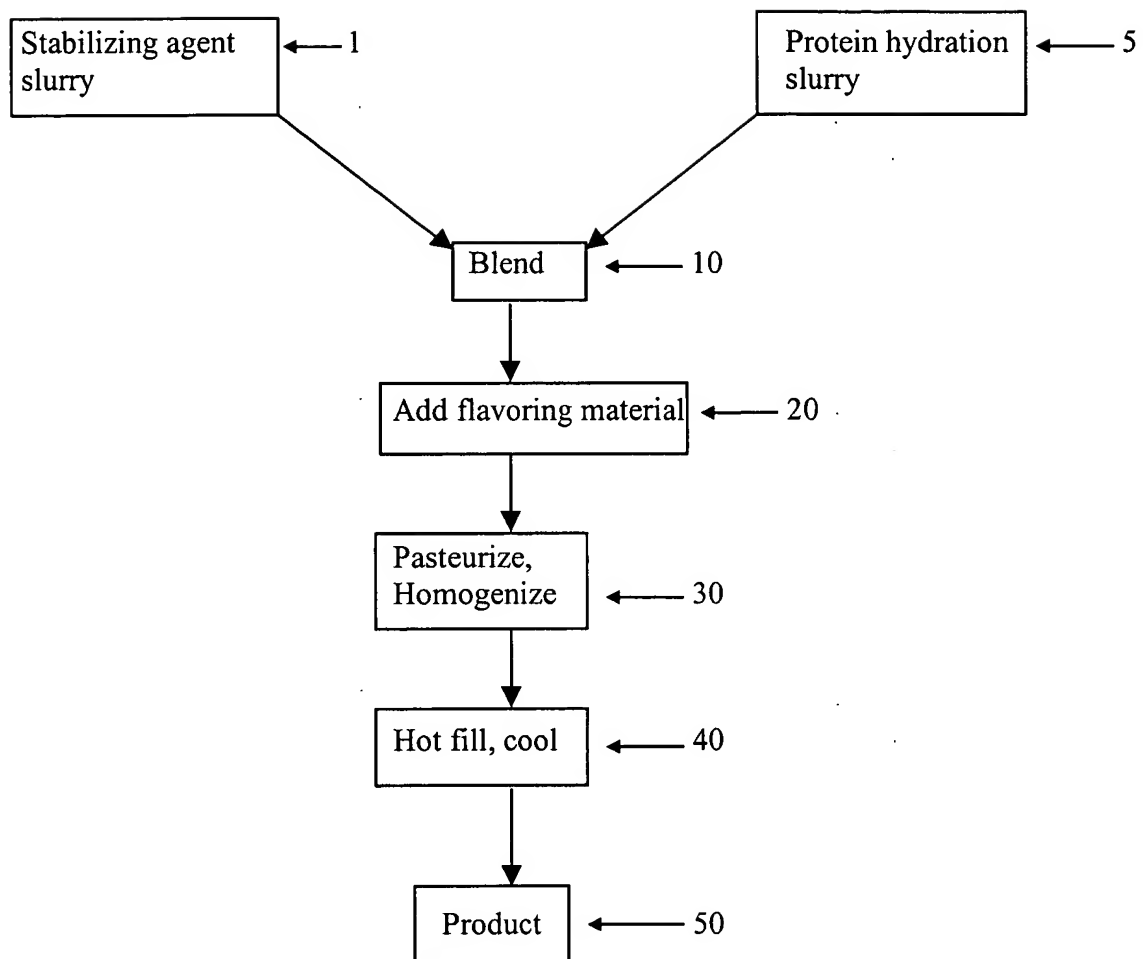 Stabilizing agent
slurry
1
Protein hydration
slurry
5
Blend
10
Add flavoring material
20
Pasteurize,
Homogenize
30
Hot fill, cool
40
Product
50